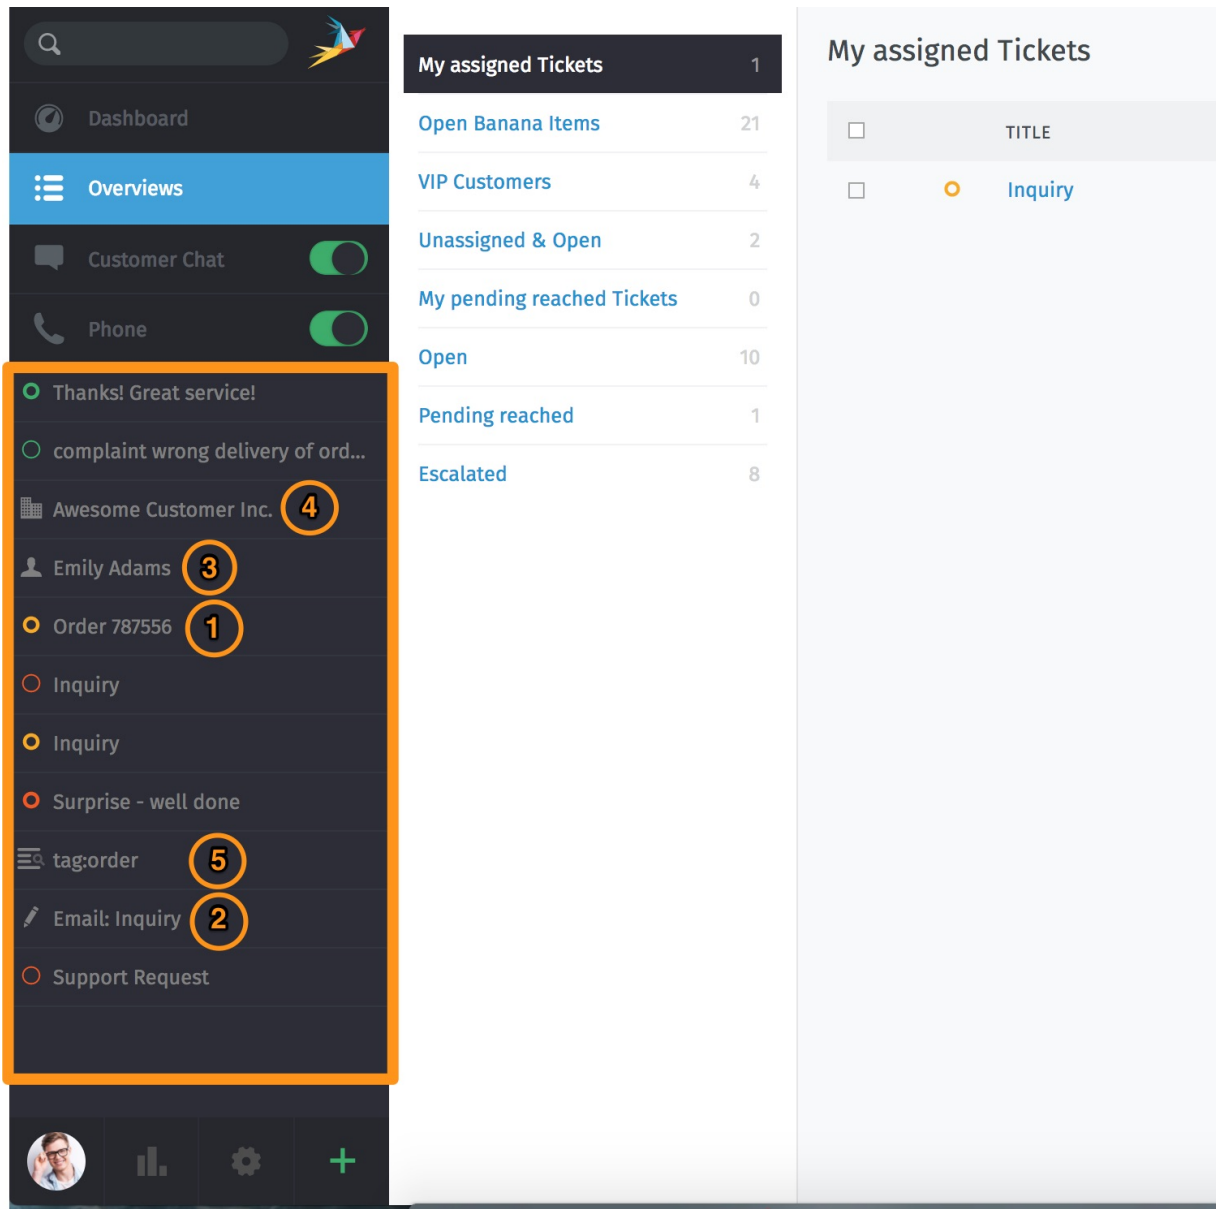 Dashboard
Overviews
Customer Chat
Phone
Thanks! Great service!
complaint wrong delivery of ord...
Awesome Customer Inc. 4
Emily Adams 3
Order 787556 1
Inquiry
Inquiry
Surprise - well done
tag:order 5
Email: Inquiry 2
Support Request
My assigned Tickets 1
Open Banana Items 21
VIP Customers 4
Unassigned & Open 2
My pending reached Tickets 0
Open 10
Pending reached 1
Escalated 8
My assigned Tickets
TITLE
Inquiry